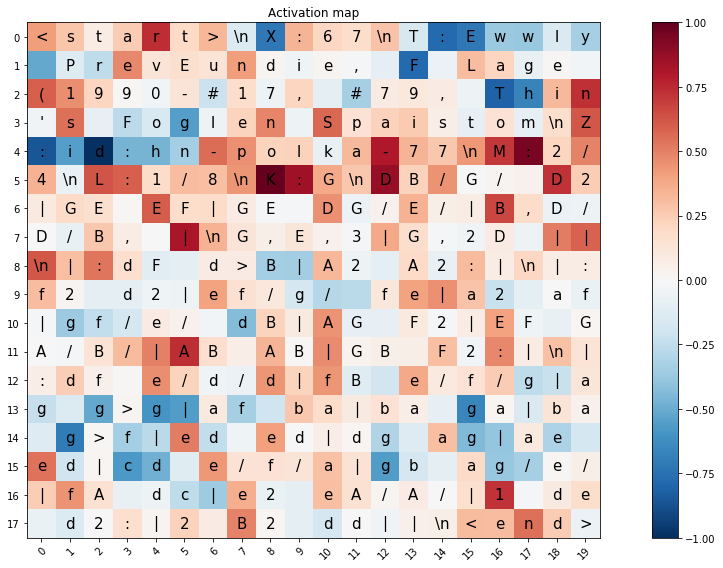 Activation map
0 < s t a r t > \n X : 6 7 \n T : E w w l y
1 P r e v E u n d i e , F L a g e
2 ( 1 9 9 0 - # 1 7 , # 7 9 , T h i n
3 ' s F o g l e n S p a i s t o m \n Z
4 : i d : h n - p o l k a - 7 7 \n M : 2 /
5 4 \n L : 1 / 8 \n K : G \n D B / G / D 2
6 | G E E F | G E D G / E / | B , D /
7 D / B , | \n G , E , 3 | G , 2 D | |
8 \n | : d F d > B | A 2 A 2 : | \n | :
9 f 2 d 2 | e f / g / f e | a 2 a f
10 | g f / e / d B | A G F 2 | E F G
11 A / B / | A B A B | G B F 2 : | \n |
12 : d f e / d / d | f B e / f / g | a
13 g g > g | a f b a | b a g a | b a
14 g > f | e d e d | d g a g | a e
15 e d | c d e / f / a | g b a g / e /
16 | f A d c | e 2 e A / A / | 1 d e
17 d 2 : | 2 B 2 d d | | \n < e n d >
0 1 2 3 4 5 6 7 8 9 10 11 12 13 14 15 16 17 18 19
1.00
0.75
0.50
0.25
0.00
−0.25
−0.50
−0.75
−1.00